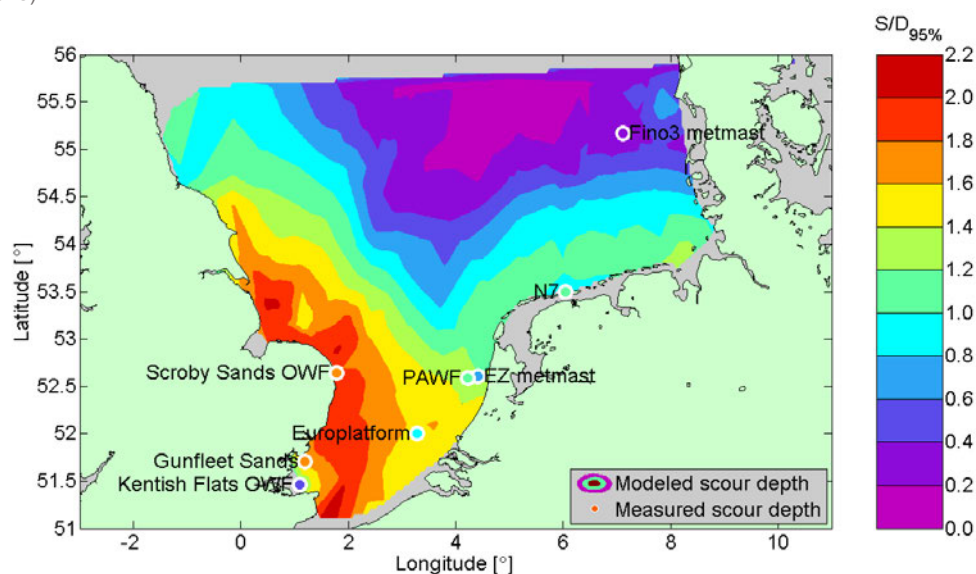 S/D95%
56
55.5
55
54.5
54
53.5
53
52.5
52
51.5
51
Latitude [°]
Fino3 metmast
N7
Scroby Sands OWF
PAWF
EZ metmast
Europlatform
Gunfleet Sands
Kentish Flats OWF
Modeled scour depth
Measured scour depth
-2 0 2 4 6 8 10
Longitude [°]
2.2
2.0
1.8
1.6
1.4
1.2
1.0
0.8
0.6
0.4
0.2
0.0